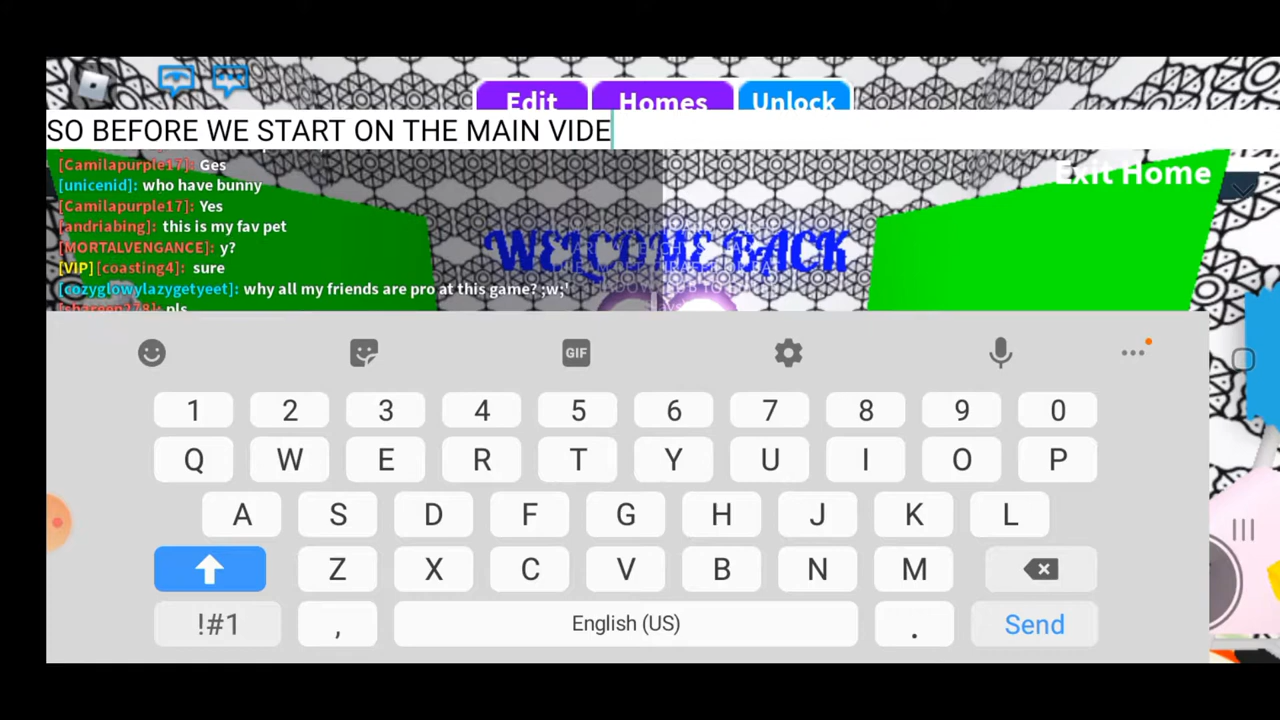 Edit Homes Unlock
SO BEFORE WE START ON THE MAIN VIDE
[Camilapurple17]: Ges
[unicenid]: who have bunny
Exit Home
[Camilapurple17]: Yes
[andriabing]: this is my fav pet
[MORTALVENGANCE]: y?
WELCOME BACK
[VIP][coasting4]: sure
[cozyglowylazygetyeet]: why all my friends are pro at this game? ;w;'
pls
GIF
1 2 3 4 5 6 7 8 9 0
Q W E R T Y U I O P
A S D F G H J K L
Z X C V B N M
!#1 , English (US) . Send